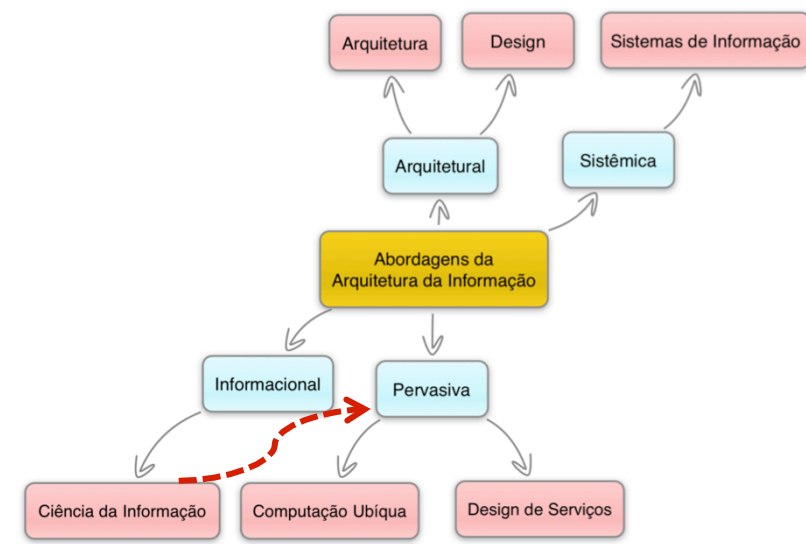 Arquitetura
Design
Sistemas de Informação
Arquitetural
Sistêmica
Abordagens da
Arquitetura da Informação
Informacional
Pervasiva
Ciência da Informação
Computação Ubíqua
Design de Serviços